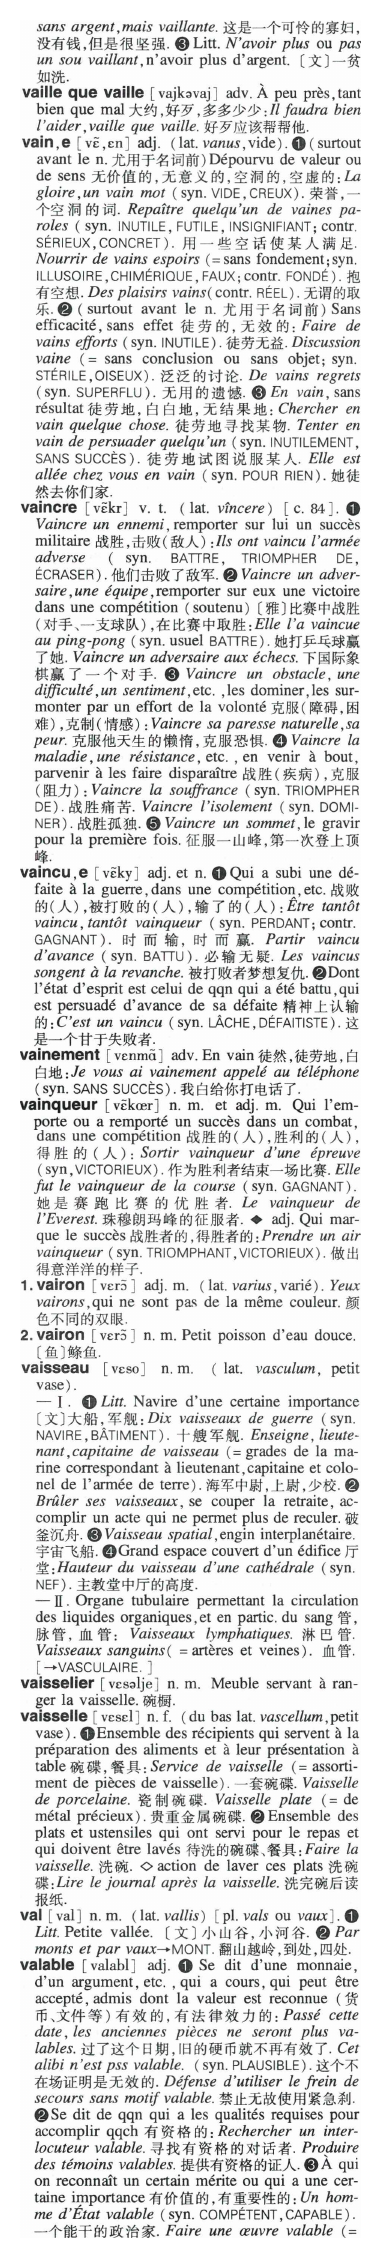 sans argent, mais vaillante. 这是一个可怜的寡妇,
没有钱,但是很坚强. ❸ Litt. N'avoir plus ou pas
un sou vaillant, n'avoir plus d'argent. 〔文〕一贫
如洗.
vaille que vaille [vajkəvaj] adv. À peu près, tant
bien que mal 大约,好歹,多多少少: Il faudra bien
l'aider, vaille que vaille. 好歹应该帮帮他.
vain, e [vɛ̃, ɛn] adj. (lat. vanus, vide). ❶ (surtout
avant le n. 尤用于名词前) Dépourvu de valeur ou
de sens 无价值的,无意义的,空洞的,空虚的: La
gloire, un vain mot (syn. VIDE, CREUX). 荣誉,一
个空洞的词. Repaître quelqu'un de vaines pa-
roles (syn. INUTILE, FUTILE, INSIGNIFIANT; contr.
SÉRIEUX, CONCRET). 用一些空话使某人满足.
Nourrir de vains espoirs (= sans fondement; syn.
ILLUSOIRE, CHIMÉRIQUE, FAUX; contr. FONDÉ). 抱
有空想. Des plaisirs vains (contr. RÉEL). 无谓的取
乐. ❷ (surtout avant le n. 尤用于名词前) Sans
efficacité, sans effet 徒劳的,无效的: Faire de
vains efforts (syn. INUTILE). 徒劳无益. Discussion
vaine (= sans conclusion ou sans objet; syn.
STÉRILE, OISEUX). 泛泛的讨论. De vains regrets
(syn. SUPERFLU). 无用的遗憾. ❸ En vain, sans
résultat 徒劳地,白白地,无结果地: Chercher en
vain quelque chose. 徒劳地寻找某物. Tenter en
vain de persuader quelqu'un (syn. INUTILEMENT,
SANS SUCCÈS). 徒劳地试图说服某人. Elle est
allée chez vous en vain (syn. POUR RIEN). 她徒
然去你们家.
vaincre [vɛ̃kr] v. t. (lat. vincere) [c. 84]. ❶
Vaincre un ennemi, remporter sur lui un succès
militaire 战胜,击败(敌人): Ils ont vaincu l'armée
adverse (syn. BATTRE, TRIOMPHER DE,
ÉCRASER). 他们击败了敌军. ❷ Vaincre un adver-
saire, une équipe, remporter sur eux une victoire
dans une compétition (soutenu) 〔雅〕比赛中战胜
(对手、一支球队),在比赛中取胜: Elle l'a vaincue
au ping-pong (syn. usuel BATTRE). 她打乒乓球赢
了她. Vaincre un adversaire aux échecs. 下国际象
棋赢了一个对手. ❸ Vaincre un obstacle, une
difficulté, un sentiment, etc., les dominer, les sur-
monter par un effort de la volonté 克服(障碍,困
难),克制(情感): Vaincre sa paresse naturelle, sa
peur. 克服他天生的懒惰,克服恐惧. ❹ Vaincre la
maladie, une résistance, etc., en venir à bout,
parvenir à les faire disparaître 战胜(疾病),克服
(阻力): Vaincre la souffrance (syn. TRIOMPHER
DE). 战胜痛苦. Vaincre l'isolement (syn. DOMI-
NER). 战胜孤独. ❺ Vaincre un sommet, le gravir
pour la première fois. 征服一山峰,第一次登上顶
峰.
vaincu, e [vɛ̃ky] adj. et n. ❶ Qui a subi une dé-
faite à la guerre, dans une compétition, etc. 战败
的(人),被打败的(人),输了的(人): Être tantôt
vaincu, tantôt vainqueur (syn. PERDANT; contr.
GAGNANT). 时而输,时而赢. Partir vaincu
d'avance (syn. BATTU). 必输无疑. Les vaincus
songent à la revanche. 被打败者梦想复仇. ❷ Dont
l'état d'esprit est celui de qqn qui a été battu, qui
est persuadé d'avance de sa défaite 精神上认输
的: C'est un vaincu (syn. LÂCHE, DÉFAITISTE). 这
是一个甘于失败者.
vainement [vɛnmɑ̃] adv. En vain 徒然,徒劳地,白
白地: Je vous ai vainement appelé au téléphone
(syn. SANS SUCCÈS). 我白给你打电话了.
vainqueur [vɛ̃kœr] n. m. et adj. m. Qui l'em-
porte ou a remporté un succès dans un combat,
dans une compétition 战胜的(人),胜利的(人),
得胜的(人): Sortir vainqueur d'une épreuve
(syn, VICTORIEUX). 作为胜利者结束一场比赛. Elle
fut le vainqueur de la course (syn. GAGNANT).
她是赛跑比赛的优胜者. Le vainqueur de
l'Everest. 珠穆朗玛峰的征服者. ◆ adj. Qui mar-
que le succès 战胜者的,得胜者的: Prendre un air
vainqueur (syn. TRIOMPHANT, VICTORIEUX). 做出
得意洋洋的样子.
1. vairon [vɛrɔ̃] adj. m. (lat. varius, varié). Yeux
vairons, qui ne sont pas de la même couleur. 颜
色不同的双眼.
2. vairon [vɛrɔ̃] n. m. Petit poisson d'eau douce.
〔鱼〕鲦鱼.
vaisseau [vɛso] n. m. (lat. vasculum, petit
vase).
— Ⅰ. ❶ Litt. Navire d'une certaine importance
〔文〕大船,军舰: Dix vaisseaux de guerre (syn.
NAVIRE, BÂTIMENT). 十艘军舰. Enseigne, lieute-
nant, capitaine de vaisseau (= grades de la ma-
rine correspondant à lieutenant, capitaine et colo-
nel de l'armée de terre). 海军中尉,上尉,少校. ❷
Brûler ses vaisseaux, se couper la retraite, ac-
complir un acte qui ne permet plus de reculer. 破
釜沉舟. ❸ Vaisseau spatial, engin interplanétaire.
宇宙飞船. ❹ Grand espace couvert d'un édifice 厅
堂: Hauteur du vaisseau d'une cathédrale (syn.
NEF). 主教堂中厅的高度.
— Ⅱ. Organe tubulaire permettant la circulation
des liquides organiques, et en partic. du sang 管,
脉管, 血管: Vaisseaux lymphatiques. 淋巴管.
Vaisseaux sanguins (= artères et veines). 血管.
[→VASCULAIRE.]
vaisselier [vɛsəlje] n. m. Meuble servant à ran-
ger la vaisselle. 碗橱.
vaisselle [vɛsɛl] n. f. (du bas lat. vascellum, petit
vase). ❶ Ensemble des récipients qui servent à la
préparation des aliments et à leur présentation à
table 碗碟,餐具: Service de vaisselle (= assorti-
ment de pièces de vaisselle). 一套碗碟. Vaisselle
de porcelaine. 瓷制碗碟. Vaisselle plate (= de
métal précieux). 贵重金属碗碟. ❷ Ensemble des
plats et ustensiles qui ont servi pour le repas et
qui doivent être lavés 待洗的碗碟、餐具: Faire la
vaisselle. 洗碗. ◇ action de laver ces plats 洗碗
碟: Lire le journal après la vaisselle. 洗完碗后读
报纸.
val [val] n. m. (lat. vallis) [pl. vals ou vaux]. ❶
Litt. Petite vallée. 〔文〕小山谷,小河谷. ❷ Par
monts et par vaux→MONT. 翻山越岭,到处,四处.
valable [valabl] adj. ❶ Se dit d'une monnaie,
d'un argument, etc., qui a cours, qui peut être
accepté, admis dont la valeur est reconnue (货
币、文件等)有效的,有法律效力的: Passé cette
date, les anciennes pièces ne seront plus va-
lables. 过了这个日期,旧的硬币就不再有效了. Cet
alibi n'est pss valable. (syn. PLAUSIBLE). 这个不
在场证明是无效的. Défense d'utiliser le frein de
secours sans motif valable. 禁止无故使用紧急刹.
❷ Se dit de qqn qui a les qualités requises pour
accomplir qqch 有资格的: Rechercher un inter-
locuteur valable. 寻找有资格的对话者. Produire
des témoins valables. 提供有资格的证人. ❸ À qui
on reconnaît un certain mérite ou qui a une cer-
taine importance 有价值的,有重要性的: Un hom-
me d'État valable (syn. COMPÉTENT, CAPABLE).
一个能干的政治家. Faire une œuvre valable (=